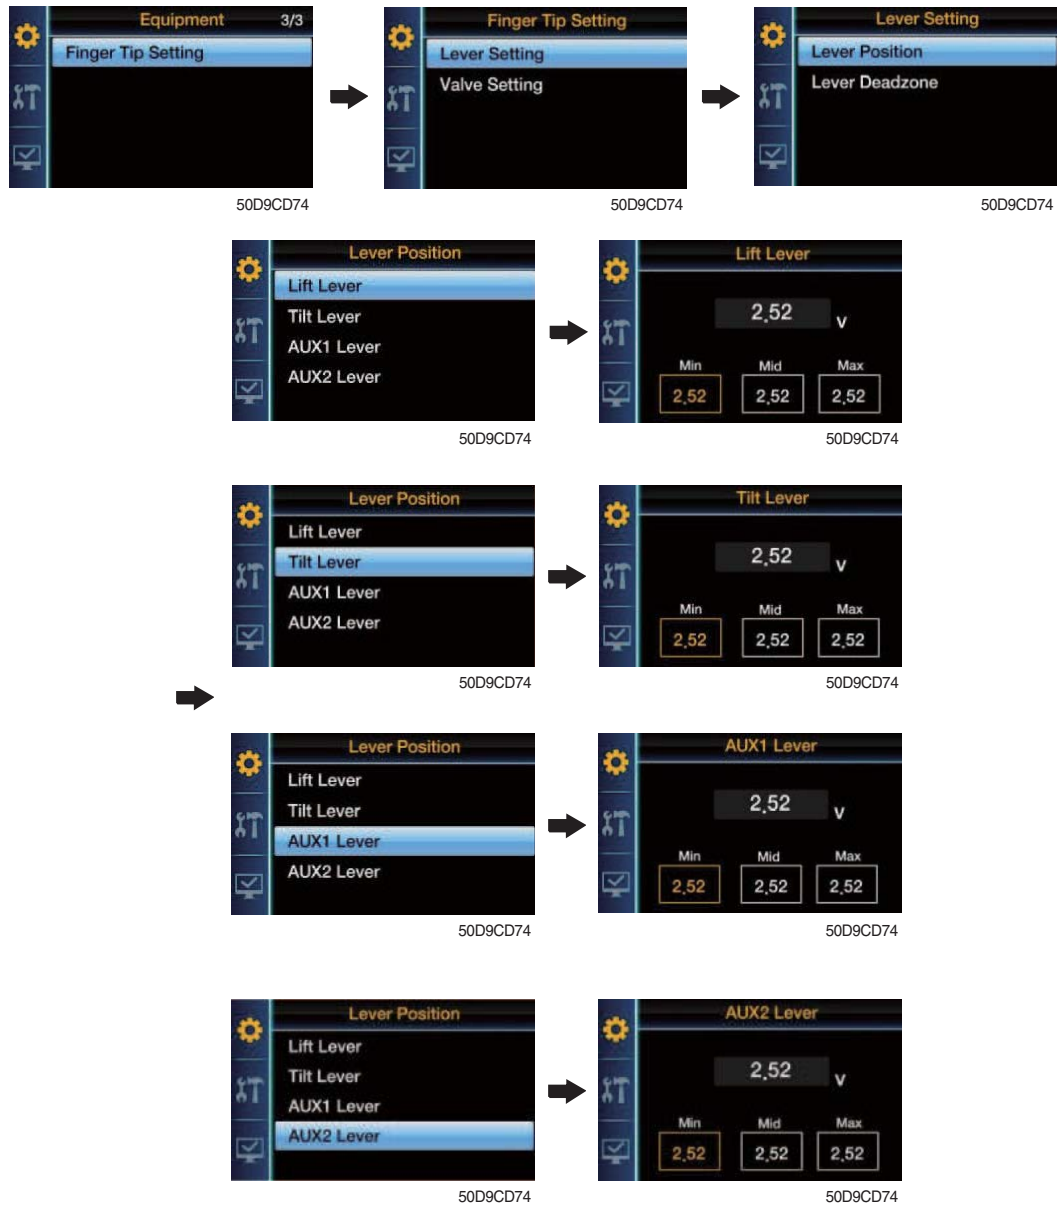 Equipment 3/3
Finger Tip Setting
50D9CD74
Finger Tip Setting
Lever Setting
Valve Setting
50D9CD74
Lever Setting
Lever Position
Lever Deadzone
50D9CD74
Lever Position
Lift Lever
Tilt Lever
AUX1 Lever
AUX2 Lever
50D9CD74
Lift Lever
2.52 V
Min Mid Max
2.52 2.52 2.52
50D9CD74
Lever Position
Lift Lever
Tilt Lever
AUX1 Lever
AUX2 Lever
50D9CD74
Tilt Lever
2.52 V
Min Mid Max
2.52 2.52 2.52
50D9CD74
Lever Position
Lift Lever
Tilt Lever
AUX1 Lever
AUX2 Lever
50D9CD74
AUX1 Lever
2.52 V
Min Mid Max
2.52 2.52 2.52
50D9CD74
Lever Position
Lift Lever
Tilt Lever
AUX1 Lever
AUX2 Lever
50D9CD74
AUX2 Lever
2.52 V
Min Mid Max
2.52 2.52 2.52
50D9CD74